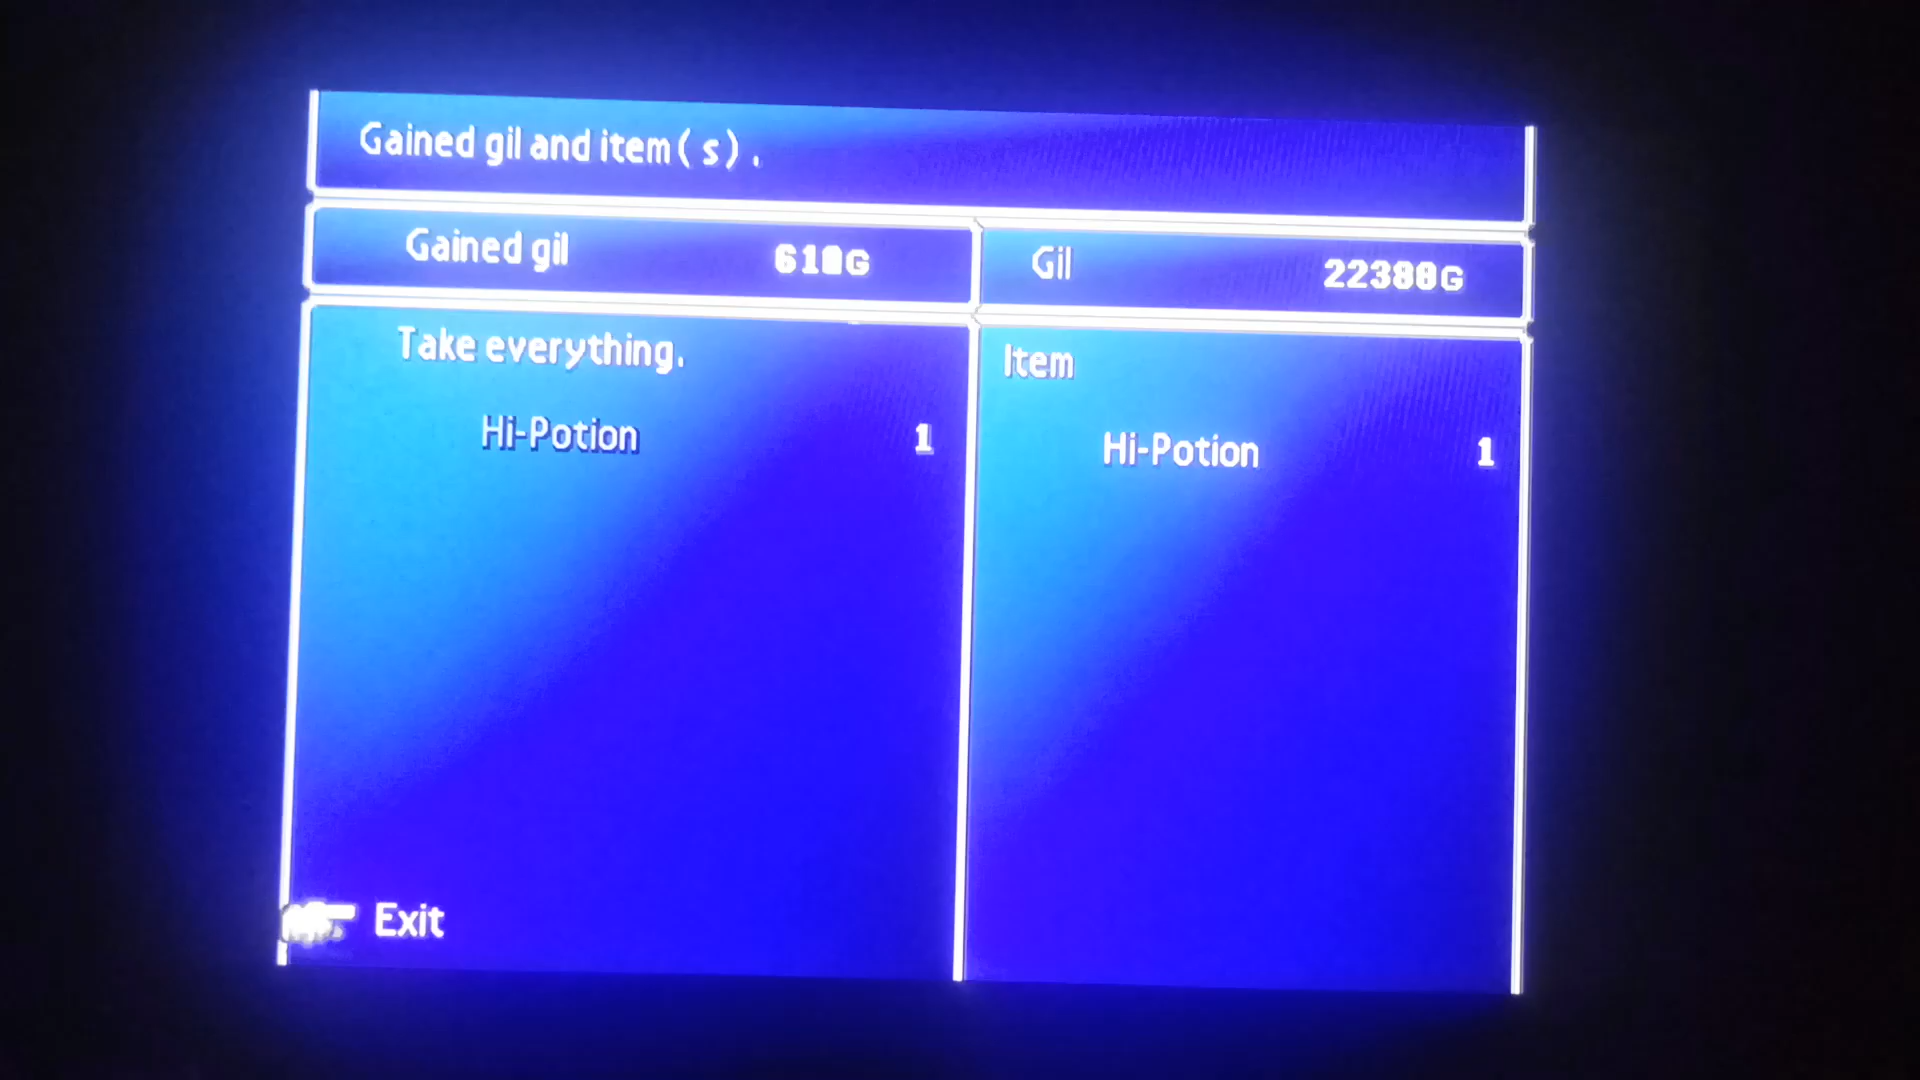 Gained gil and item(s).
Gained gil
Gil
Take everything.
Item
Hi-Potion 1
Hi-Potion 1
Exit